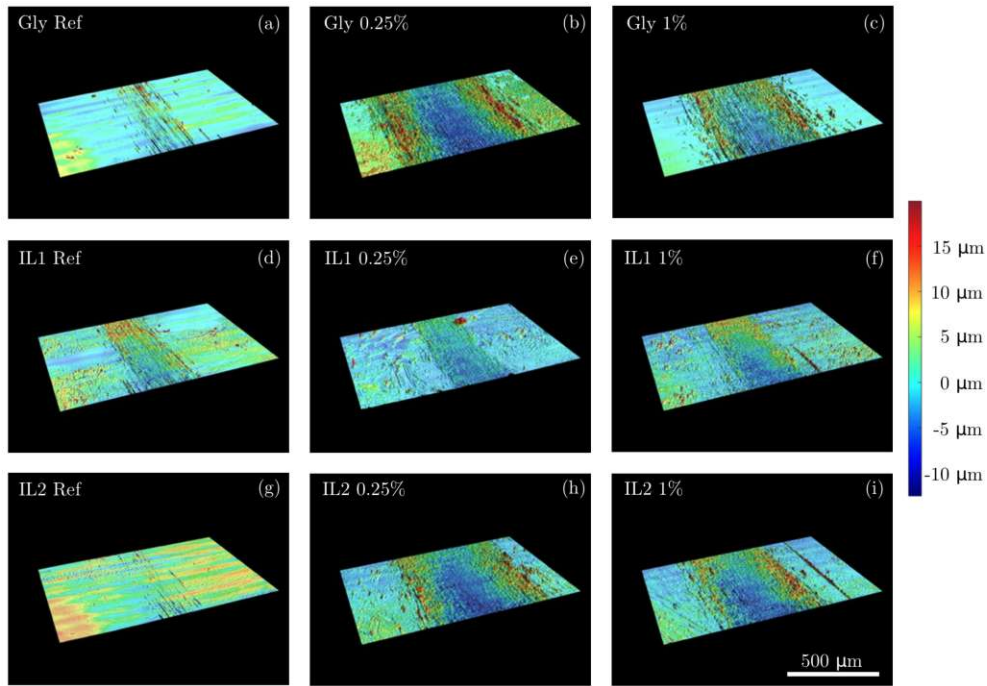 Gly Ref (a)
Gly 0.25% (b)
Gly 1% (c)
IL1 Ref (d)
IL1 0.25% (e)
IL1 1% (f)
IL2 Ref (g)
IL2 0.25% (h)
IL2 1% (i)
500 μm
15 μm
10 μm
5 μm
0 μm
-5 μm
-10 μm